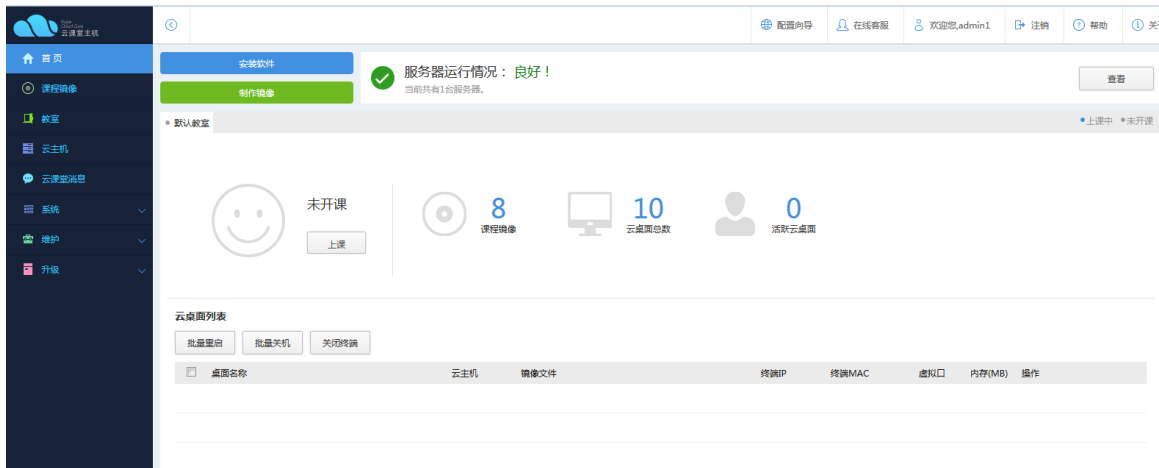 云课堂主机
配置向导 在线客服 欢迎您,admin1 注销 帮助
首页
课程镜像
教室
云主机
云课堂消息
系统
维护
升级
安装软件
制作镜像
服务器运行情况：良好！
当前共有1台服务器。
查看
默认教室
上课中 未开课
未开课
上课
8
课程镜像
10
云桌面总数
0
活跃云桌面
云桌面列表
批量重启 批量关机 关闭终端
桌面名称 云主机 镜像文件 终端IP 终端MAC 虚拟口 内存(MB) 操作